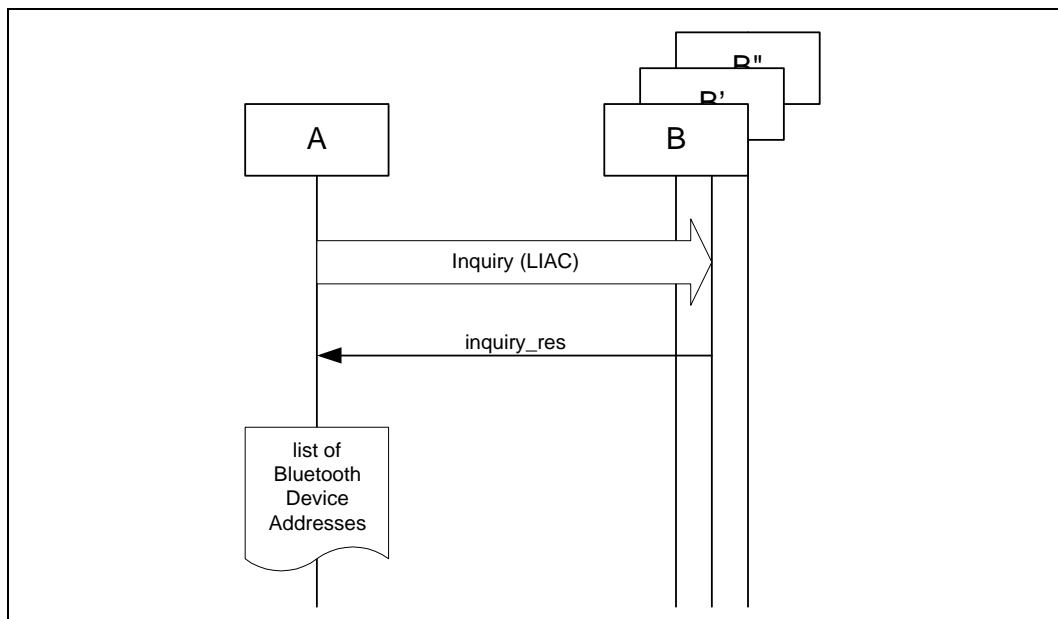 B"
B’
A
B
Inquiry (LIAC)
inquiry_res
list of
Bluetooth
Device
Addresses